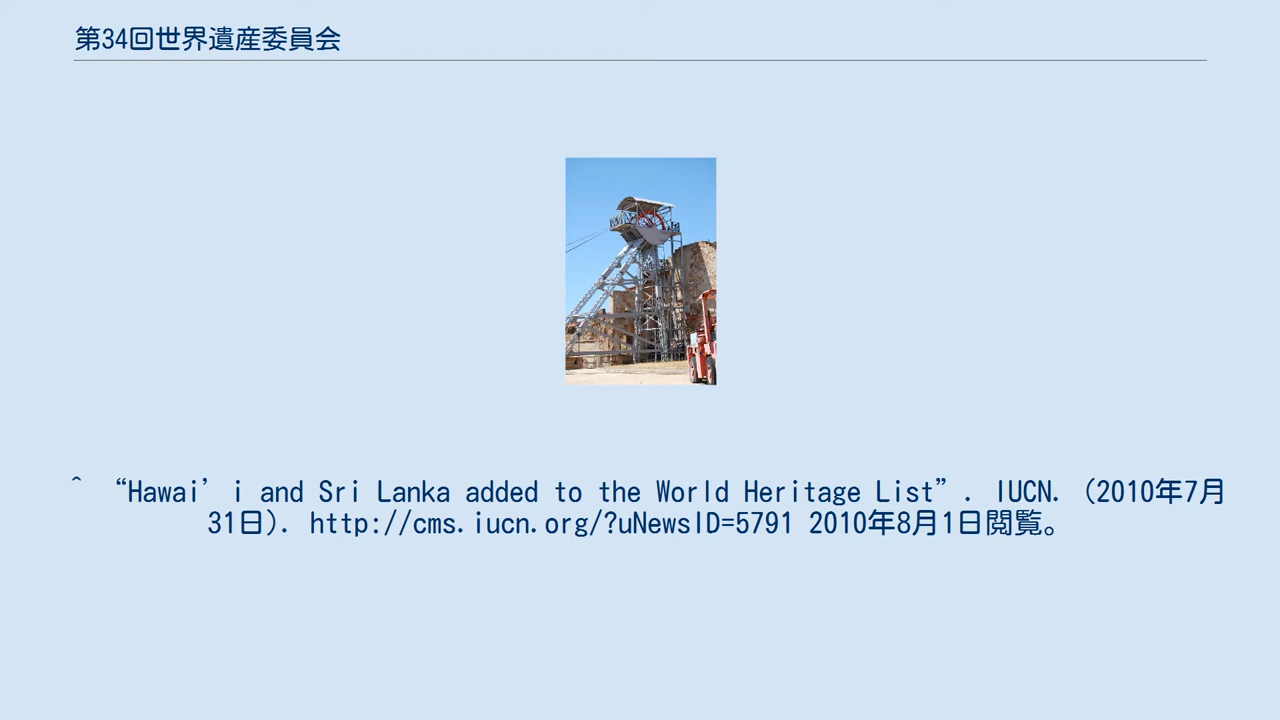 第34回世界遺産委員会
^ “Hawai’i and Sri Lanka added to the World Heritage List”. IUCN. (2010年7月
31日). http://cms.iucn.org/?uNewsID=5791 2010年8月1日閲覧。